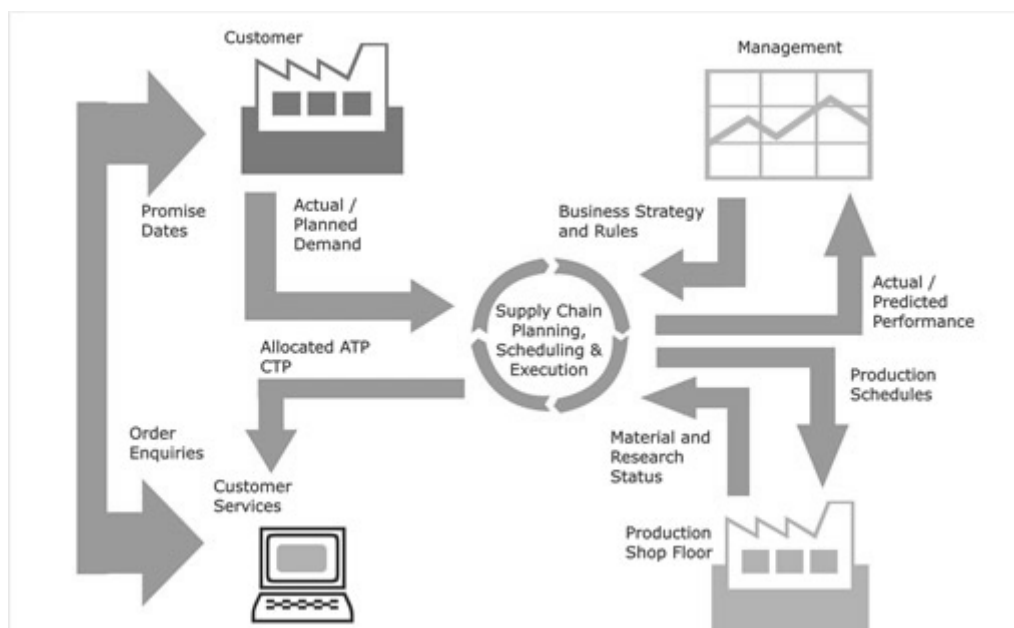 Customer
Management
Promise
Dates
Actual /
Planned
Demand
Business Strategy
and Rules
Supply Chain
Planning,
Scheduling &
Execution
Actual /
Predicted
Performance
Allocated ATP
CTP
Production
Schedules
Order
Enquiries
Material and
Research
Status
Customer
Services
Production
Shop Floor